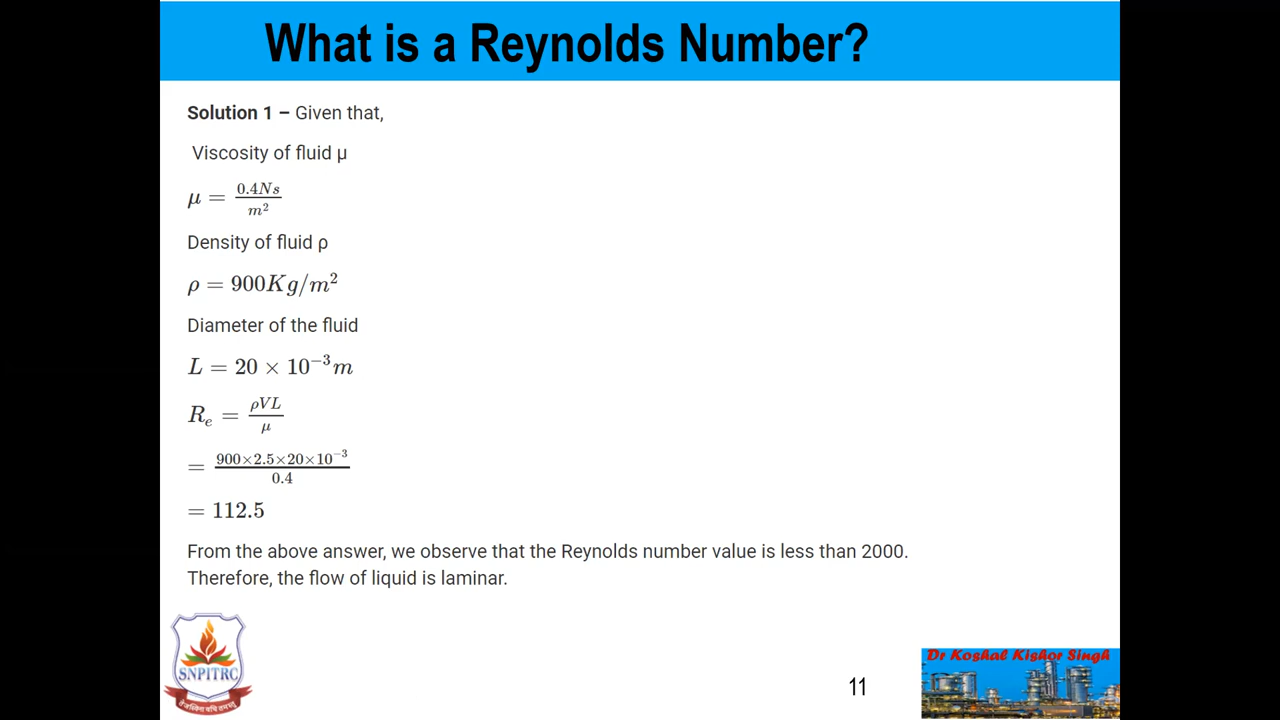 What is a Reynolds Number?
Solution 1 – Given that,
Viscosity of fluid μ
μ = 0.4Ns/m²
Density of fluid ρ
ρ = 900Kg/m²
Diameter of the fluid
L = 20 × 10⁻³m
Rₑ = ρVL/μ
= 900×2.5×20×10⁻³/0.4
= 112.5
From the above answer, we observe that the Reynolds number value is less than 2000.
Therefore, the flow of liquid is laminar.
SNPITRC
11
Dr Koshal Kishor Singh